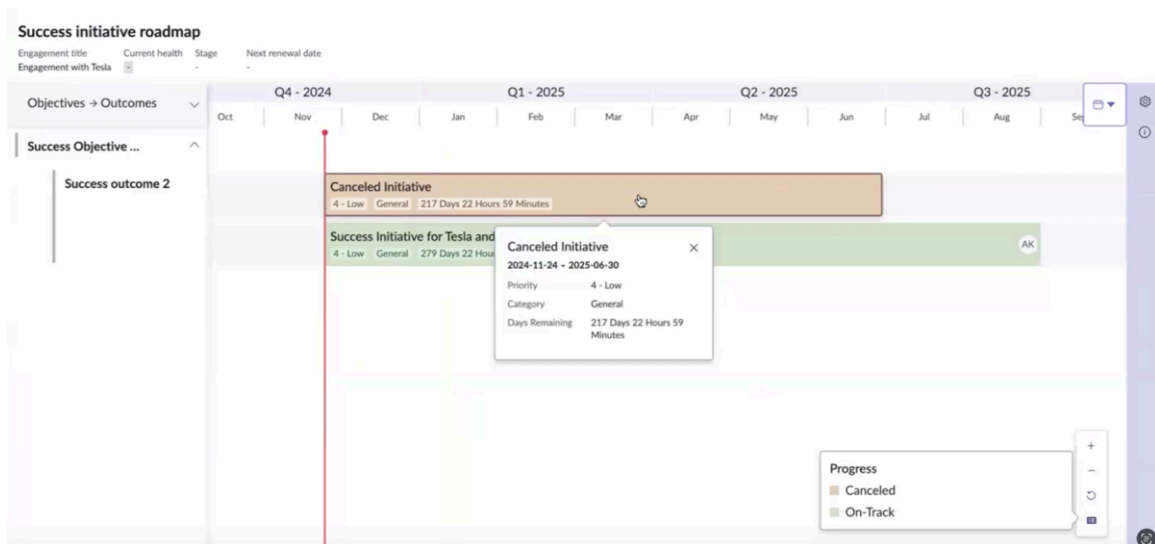 Success initiative roadmap
Engagement title Current health Stage Next renewal date
Engagement with Tesla - - -
Objectives → Outcomes
Q4 - 2024 Q1 - 2025 Q2 - 2025 Q3 - 2025
Oct Nov Dec Jan Feb Mar Apr May Jun Jul Aug Se
Success Objective ...
Success outcome 2
Canceled Initiative
4 - Low General 217 Days 22 Hours 59 Minutes
Success Initiative for Tesla and
4 - Low General 279 Days 22 Hou
AK
Canceled Initiative
2024-11-24 – 2025-06-30
Priority 4 - Low
Category General
Days Remaining 217 Days 22 Hours 59
Minutes
Progress
Canceled
On-Track